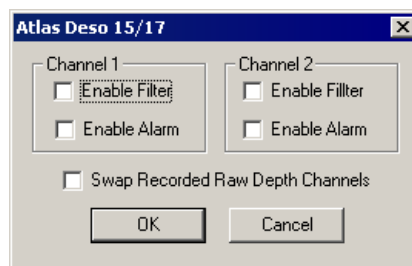 Atlas Deso 15/17
Channel 1
Enable Filter
Enable Alarm
Channel 2
Enable Fillter
Enable Alarm
Swap Recorded Raw Depth Channels
OK
Cancel